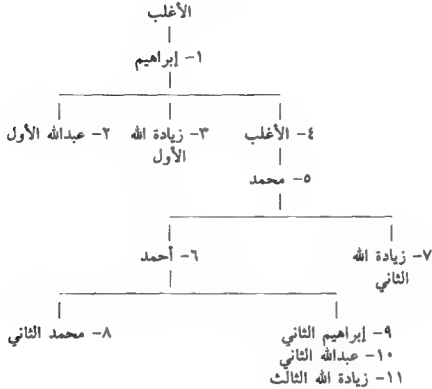 الأغلب
١- إبراهيم
٤- الأغلب
٣- زيادة الله الأول
٢- عبدالله الأول
٥- محمد
٧- زيادة الله الثاني
٦- أحمد
٩- إبراهيم الثاني
١٠- عبدالله الثاني
١١- زيادة الله الثالث
٨- محمد الثاني